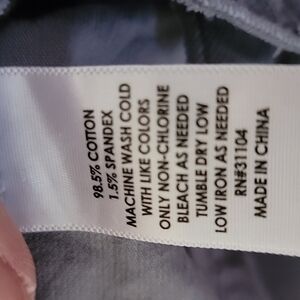 98.5% COTTON
1.5% SPANDEX
MACHINE WASH COLD
WITH LIKE COLORS
ONLY NON-CHLORINE
BLEACH AS NEEDED
TUMBLE DRY LOW
LOW IRON AS NEEDED
RN#31104
MADE IN CHINA